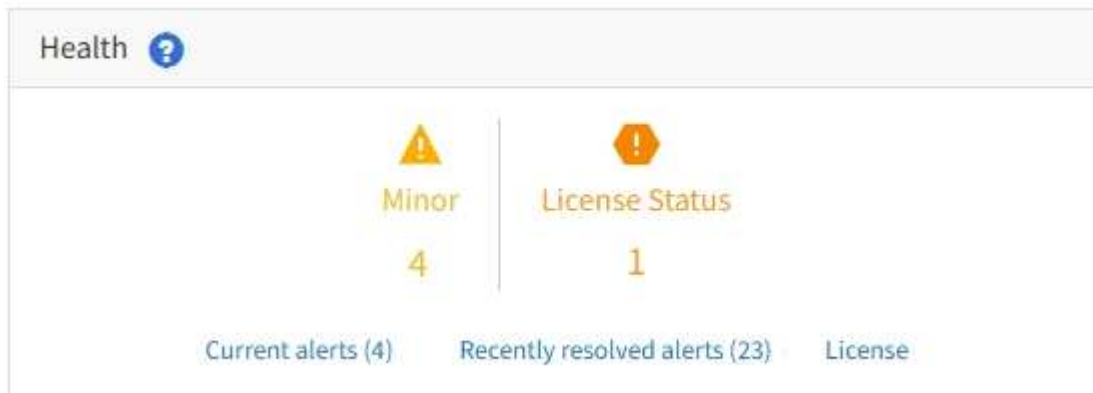 Health ?
Minor
License Status
4
1
Current alerts (4) Recently resolved alerts (23) License